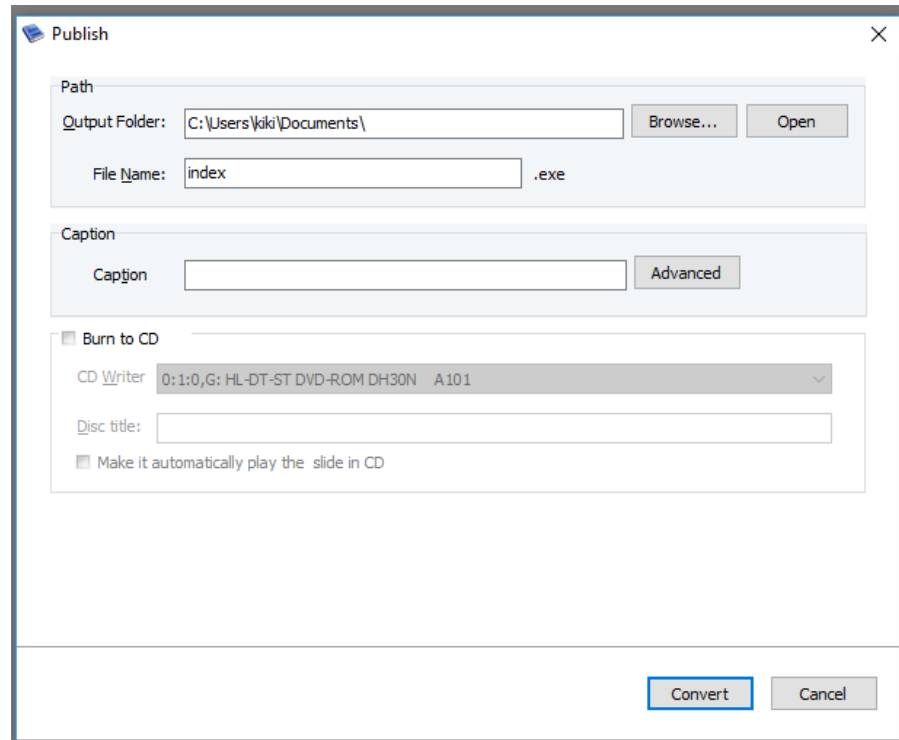 Publish
Path
Output Folder: C:\Users\kiki\Documents\ Browse... Open
File Name: index .exe
Caption
Caption Advanced
Burn to CD
CD Writer 0:1:0,G: HL-DT-ST DVD-ROM DH30N A101
Disc title:
Make it automatically play the slide in CD
Convert Cancel